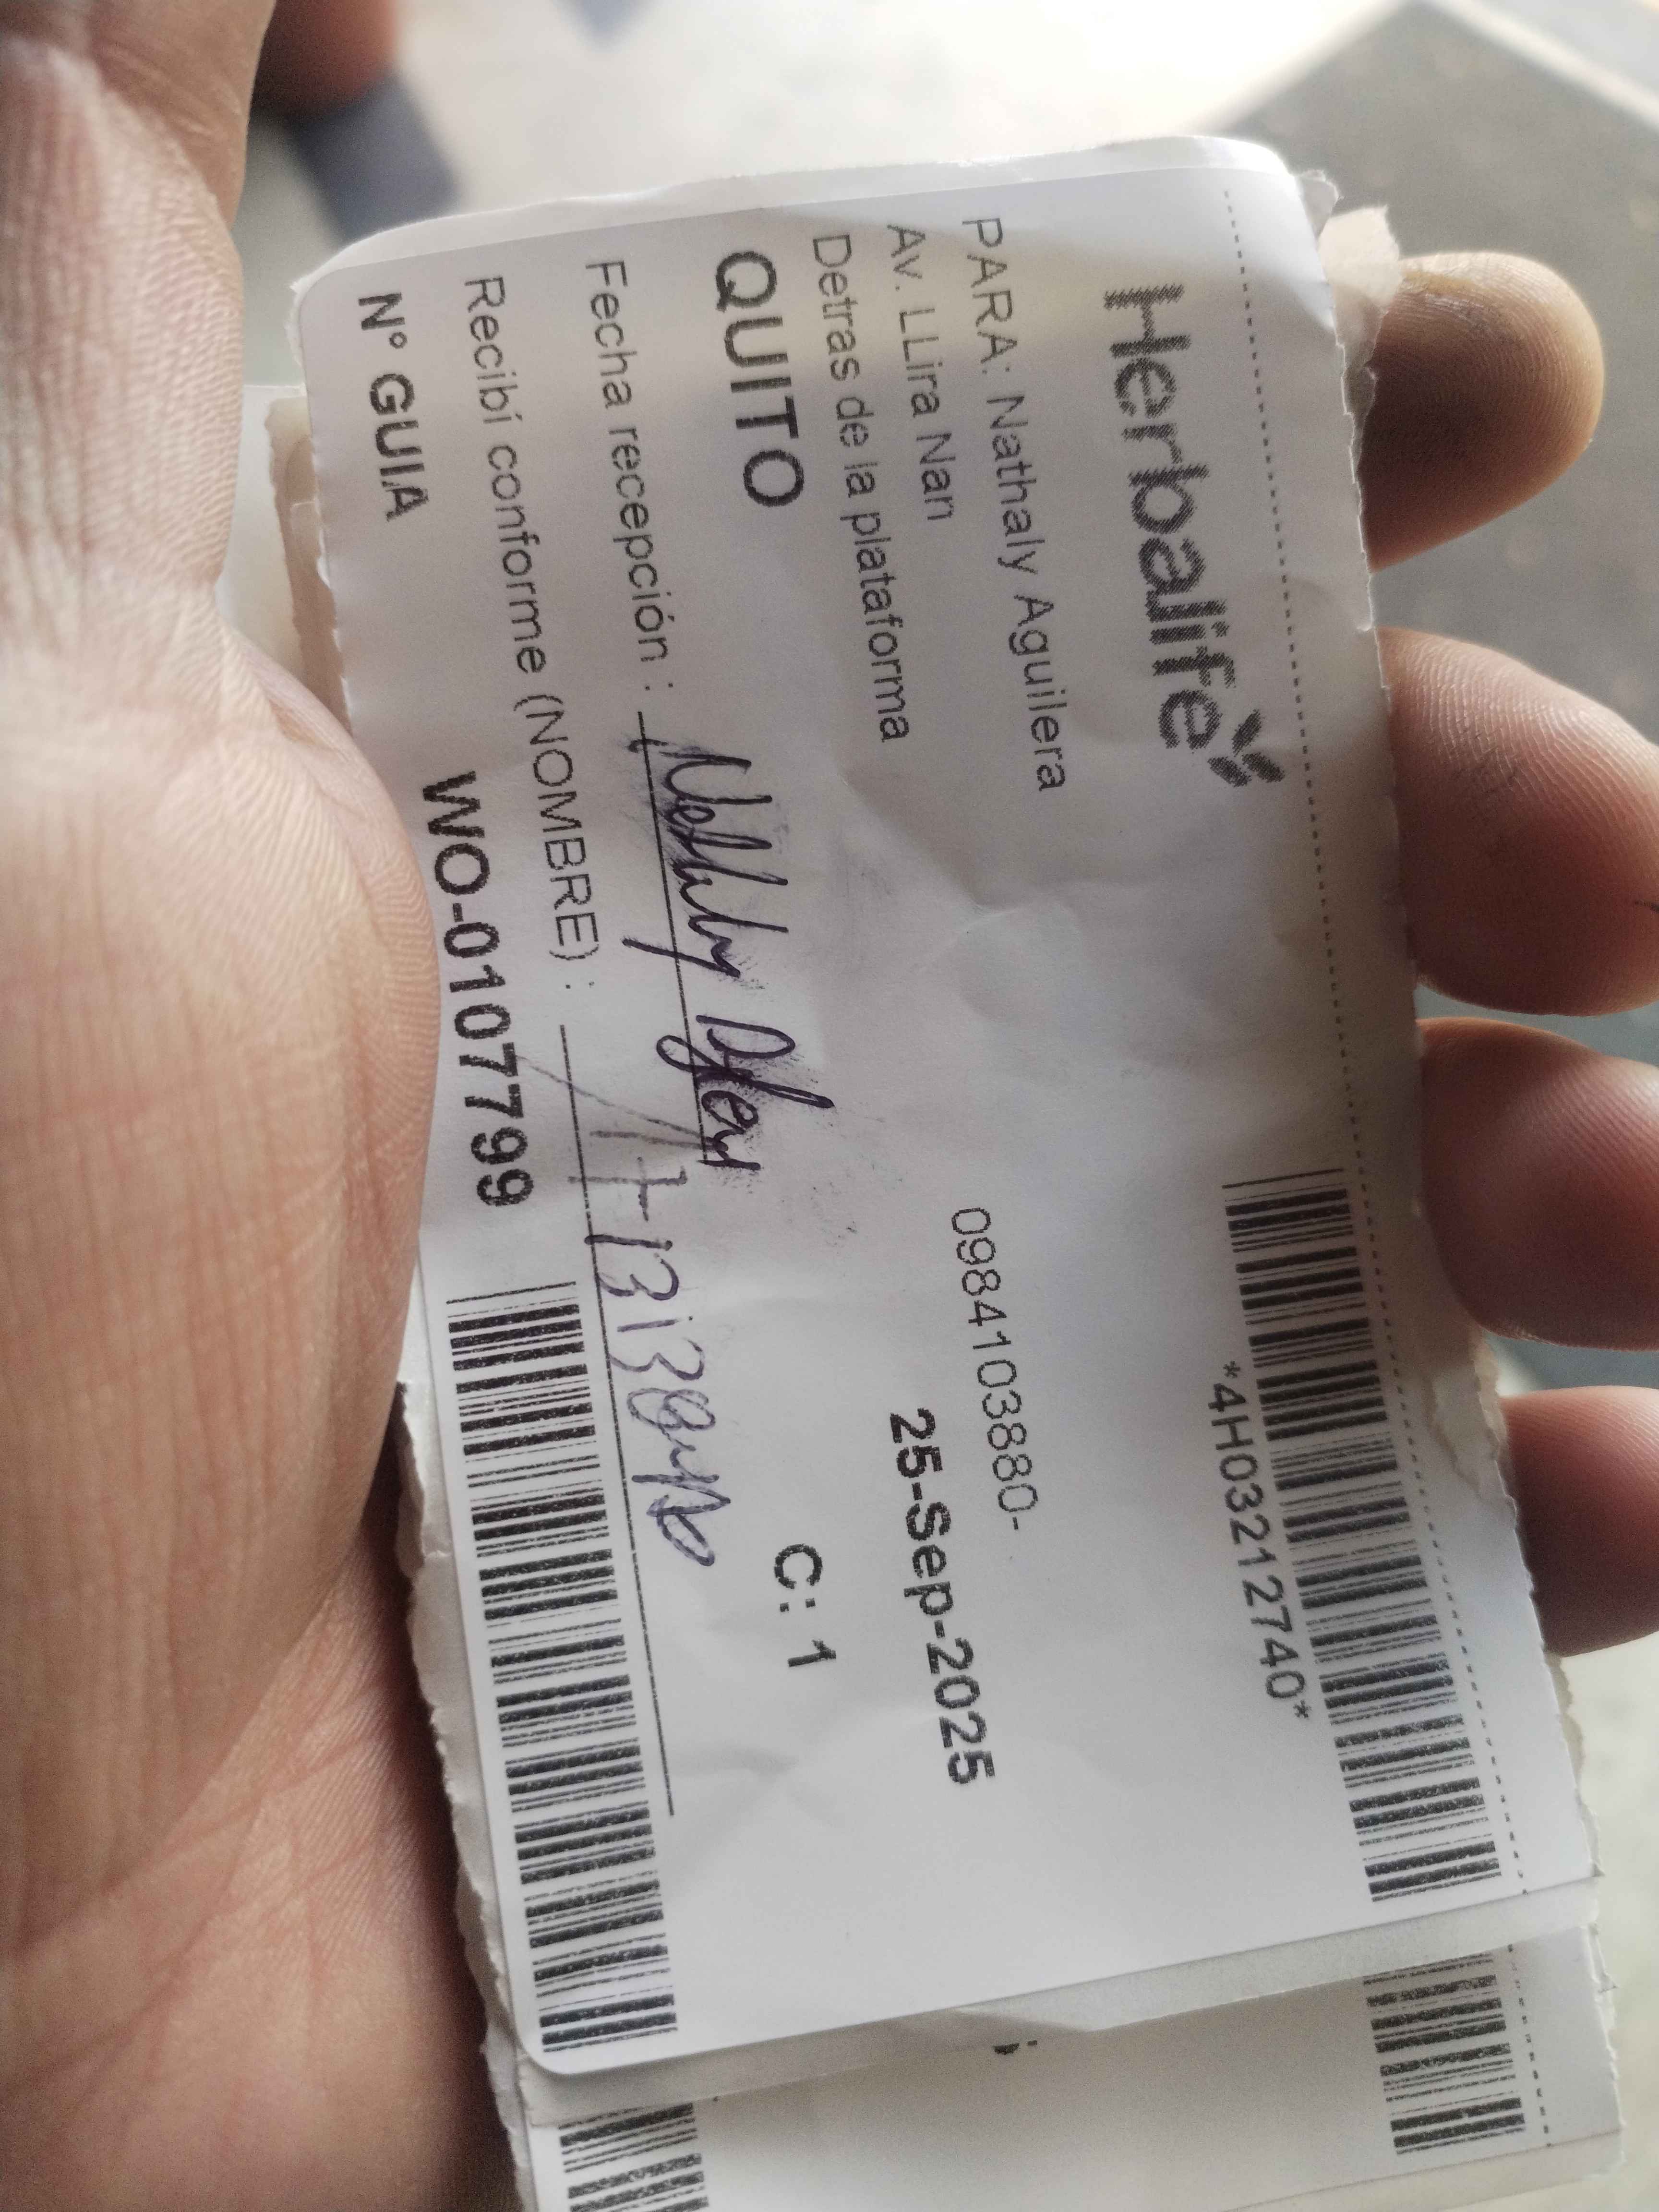 Herbalife
*4H03212740*
PARA: Nathaly Aguilera
0984103880-
Av. LLira Nan
Detras de la plataforma
25-Sep-2025
QUITO
C: 1
Fecha recepción :
Recibí conforme (NOMBRE) :
N° GUIA WO-0107799